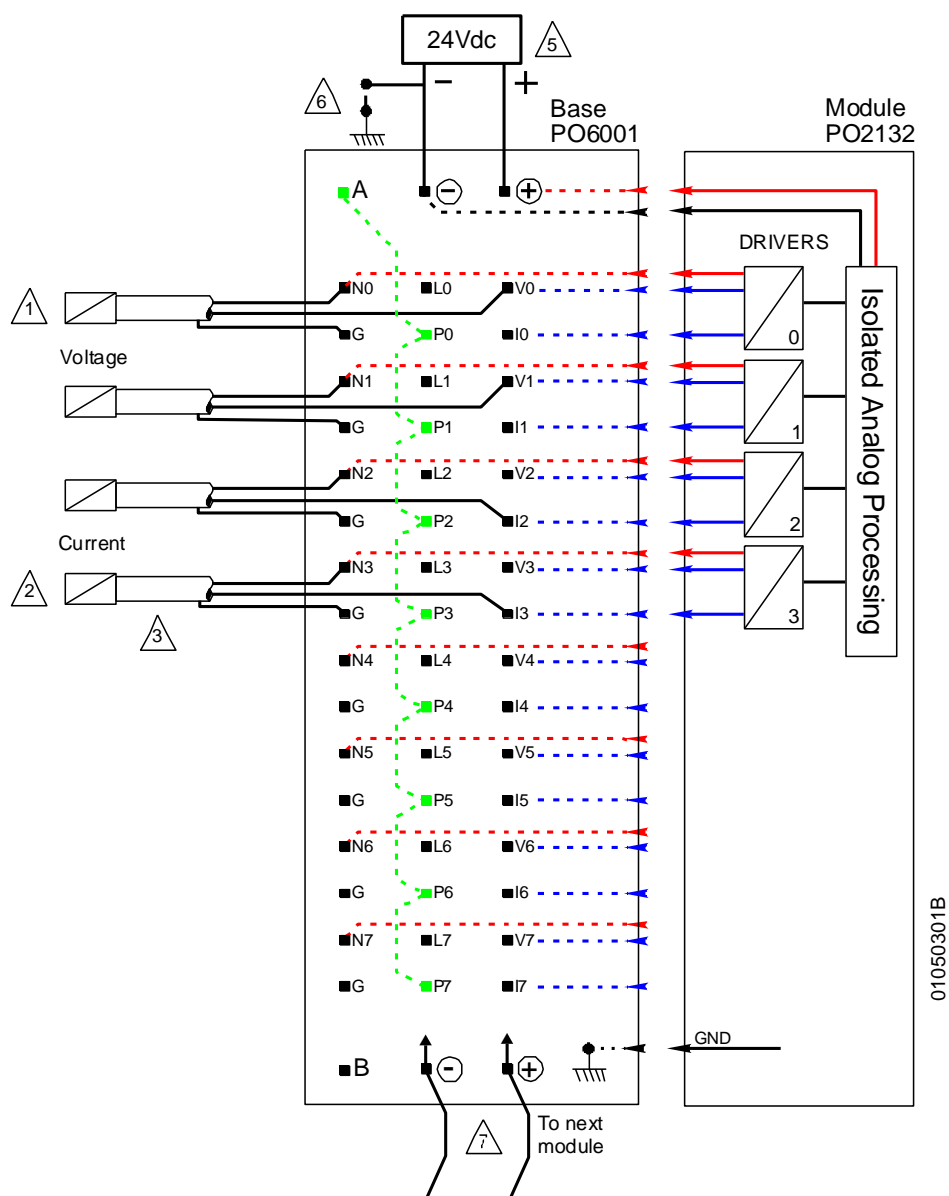 24Vdc
5
−
+
6
Base
PO6001
Module
PO2132
A
−
+
DRIVERS
Isolated Analog Processing
1
N0 L0 V0
0
G P0 I0
Voltage
N1 L1 V1
1
G P1 I1
N2 L2 V2
2
G P2 I2
Current
N3 L3 V3
2
3
G P3 I3
3
N4 L4 V4
G P4 I4
N5 L5 V5
G P5 I5
N6 L6 V6
G P6 I6
N7 L7 V7
G P7 I7
01050301B
GND
B
−
+
7
To next
module